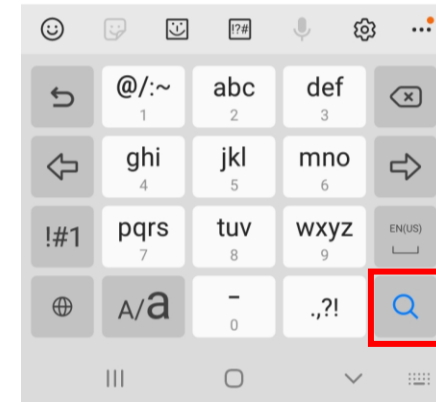 !?#
@/:~ abc def
1 2 3
ghi jkl mno
4 5 6
!#1 pqrs tuv wxyz EN(US)
7 8 9
A/a - .,?!
0